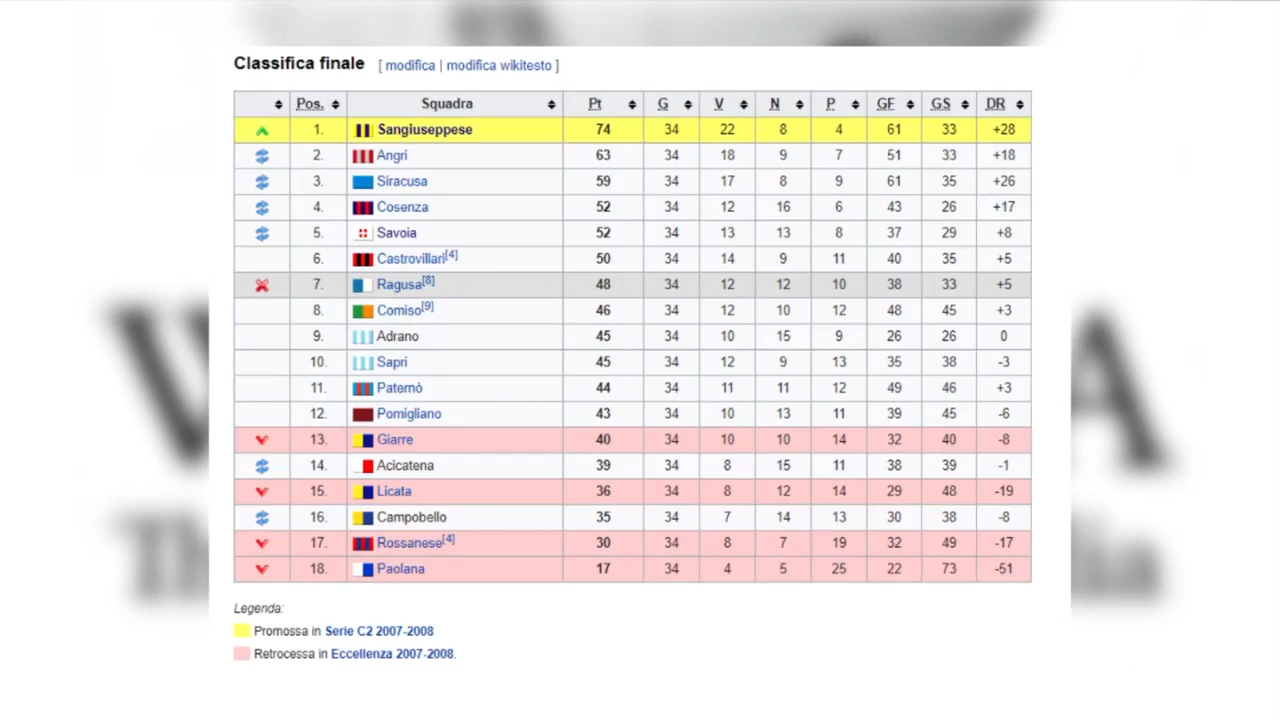 Classifica finale [ modifica | modifica wikitesto ]
Pos. Squadra Pt G V N P GF GS DR
1. Sangiuseppese 74 34 22 8 4 61 33 +28
2. Angri 63 34 18 9 7 51 33 +18
3. Siracusa 59 34 17 8 9 61 35 +26
4. Cosenza 52 34 12 16 6 43 26 +17
5. Savoia 52 34 13 13 8 37 29 +8
6. Castrovillari[4] 50 34 14 9 11 40 35 +5
7. Ragusa[8] 48 34 12 12 10 38 33 +5
8. Comiso[9] 46 34 12 10 12 48 45 +3
9. Adrano 45 34 10 15 9 26 26 0
10. Sapri 45 34 12 9 13 35 38 -3
11. Paternò 44 34 11 11 12 49 46 +3
12. Pomigliano 43 34 10 13 11 39 45 -6
13. Giarre 40 34 10 10 14 32 40 -8
14. Acicatena 39 34 8 15 11 38 39 -1
15. Licata 36 34 8 12 14 29 48 -19
16. Campobello 35 34 7 14 13 30 38 -8
17. Rossanese[4] 30 34 8 7 19 32 49 -17
18. Paolana 17 34 4 5 25 22 73 -51
Legenda:
Promossa in Serie C2 2007-2008
Retrocessa in Eccellenza 2007-2008.